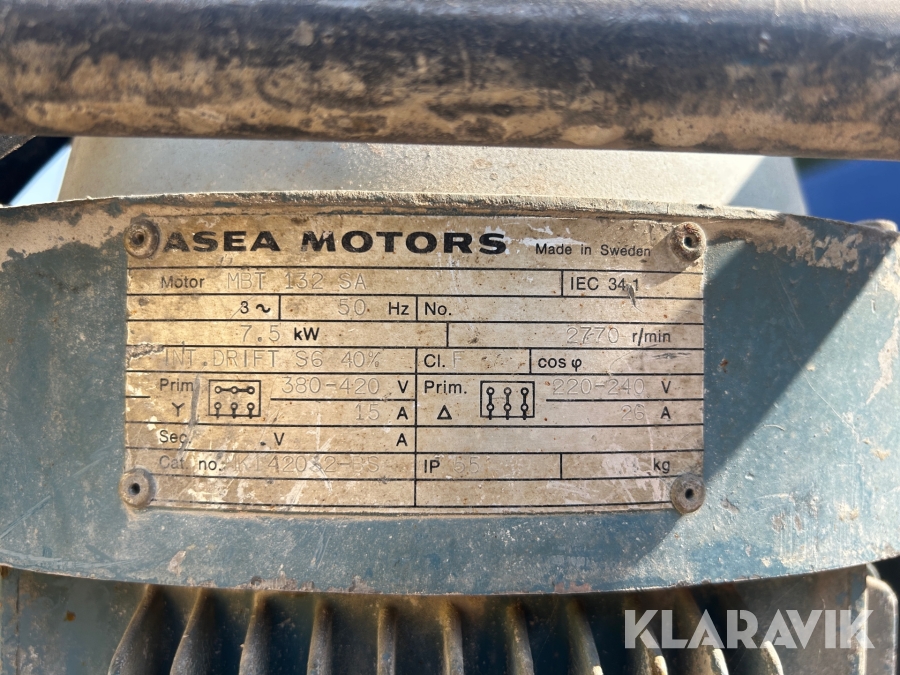 ASEA MOTORS Made in Sweden
Motor MBT 132 SA IEC 34-1
3 ~ 50 Hz No.
7.5 kW 2770 r/min
INT.DRIFT S6 40% Cl. F cos φ
Prim. 380-420 V Prim. 220-240 V
Y 15 A Δ 26 A
Sec. V A
Cat. no. IP 55 kg
KLARAVIK